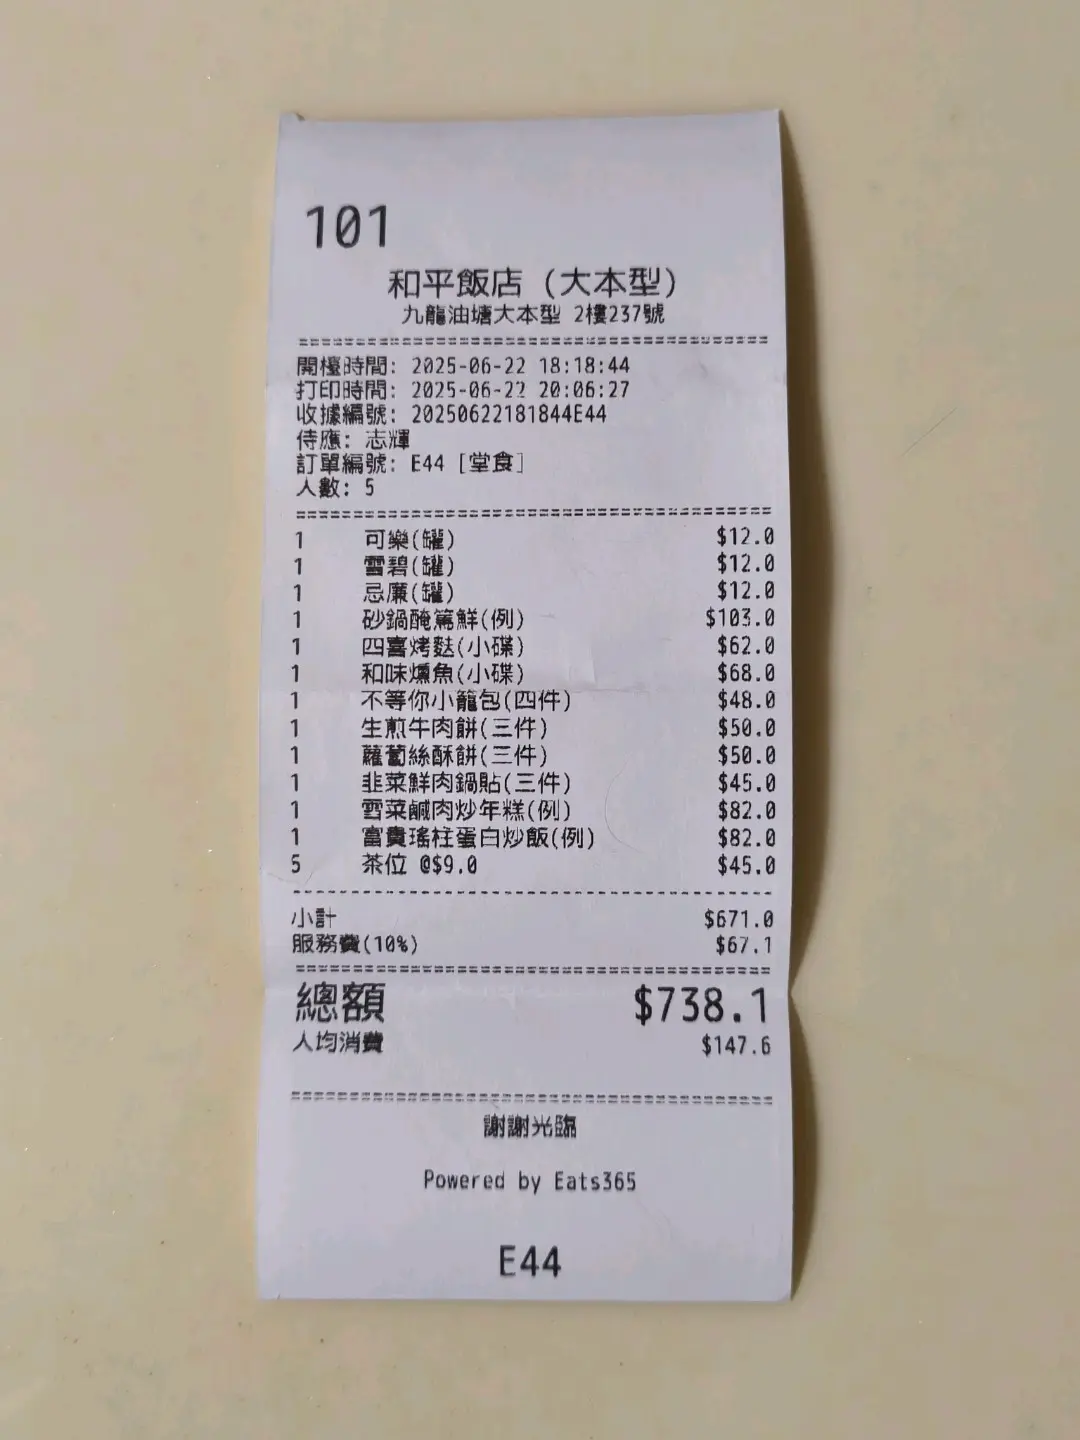 101
和平飯店 (大本型)
九龍油塘大本型 2樓237號
開檯時間: 2025-06-22 18:18:44
打印時間: 2025-06-22 20:06:27
收據編號: 20250622181844E44
侍應: 志輝
訂單編號: E44 [堂食]
人數: 5
1 可樂(罐) $12.0
1 雪碧(罐) $12.0
1 忌廉(罐) $12.0
1 砂鍋醃篤鮮(例) $103.0
1 四喜烤麩(小碟) $62.0
1 和味燻魚(小碟) $68.0
1 不等你小籠包(四件) $48.0
1 生煎牛肉餅(三件) $50.0
1 蘿蔔絲酥餅(三件) $50.0
1 韭菜鮮肉鍋貼(三件) $45.0
1 雪菜鹹肉炒年糕(例) $82.0
1 富貴瑤柱蛋白炒飯(例) $82.0
5 茶位 @$9.0 $45.0
小計 $671.0
服務費(10%) $67.1
總額 $738.1
人均消費 $147.6
謝謝光臨
Powered by Eats365
E44